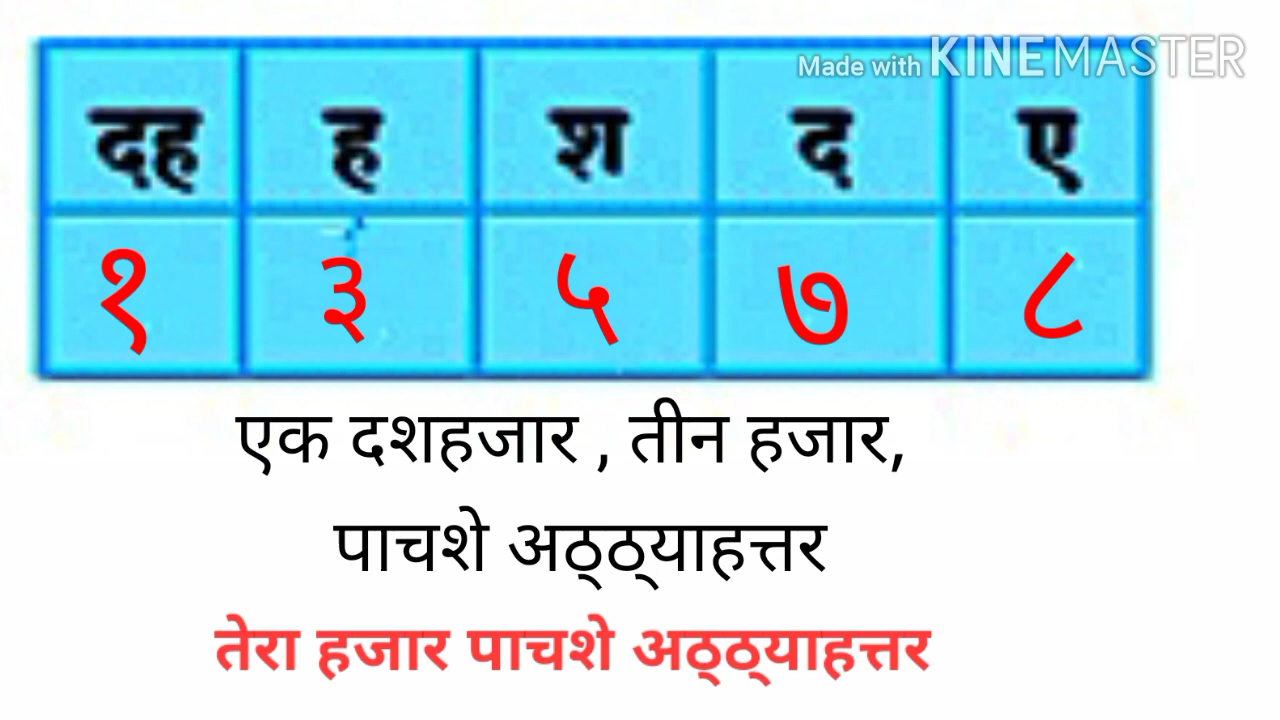 Made with KINEMASTER
दह ह श द ए
१ ३ ५ ७ ८
एक दशहजार , तीन हजार,
पाचशे अठ्ठ्याहत्तर
तेरा हजार पाचशे अठ्ठ्याहत्तर